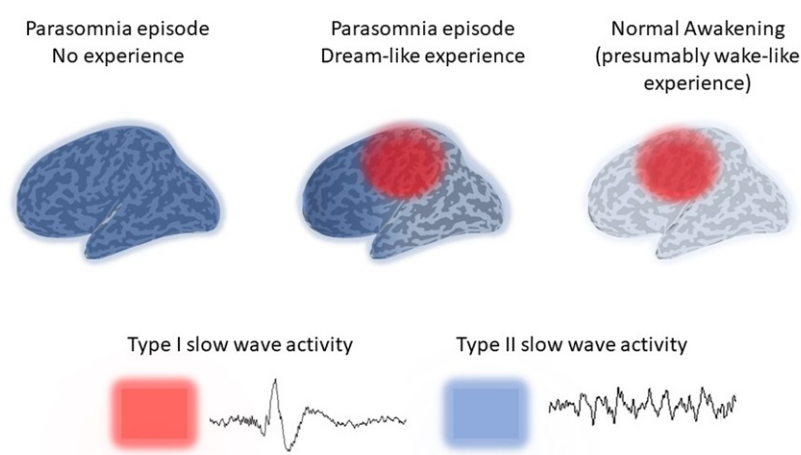 Parasomnia episode
No experience
Parasomnia episode
Dream-like experience
Normal Awakening
(presumably wake-like
experience)
Type I slow wave activity
Type II slow wave activity